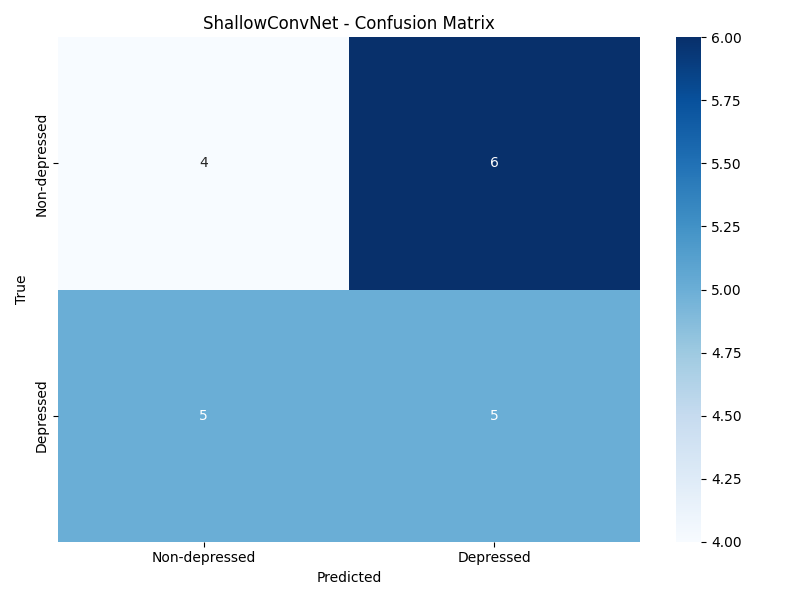 ShallowConvNet - Confusion Matrix
True
Non-depressed
4
6
Depressed
5
5
Non-depressed
Depressed
Predicted
6.00
5.75
5.50
5.25
5.00
4.75
4.50
4.25
4.00